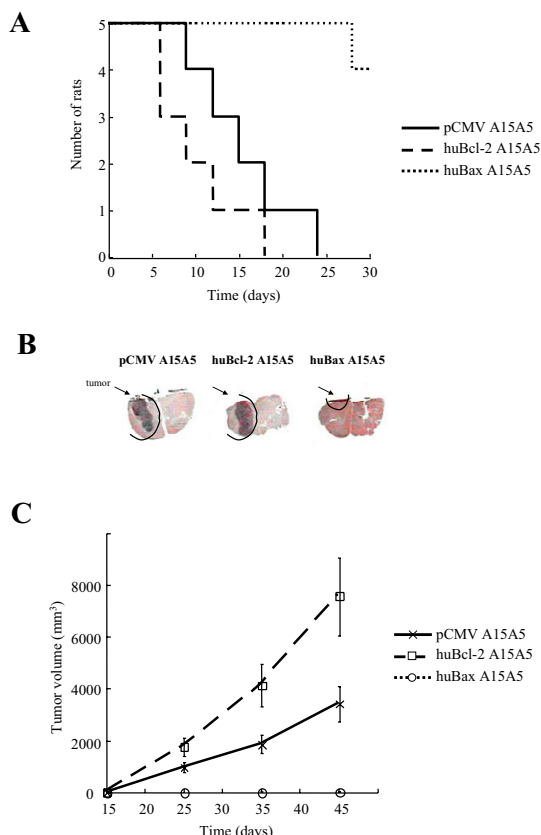 A
Number of rats
5
4
3
2
1
0
0 5 10 15 20 25 30
Time (days)
pCMV A15A5
huBcl-2 A15A5
huBax A15A5
B
pCMV A15A5 huBcl-2 A15A5 huBax A15A5
tumor
C
Tumor volume (mm³)
8000
6000
4000
2000
0
15 20 25 30 35 40 45
Time (days)
pCMV A15A5
huBcl-2 A15A5
huBax A15A5